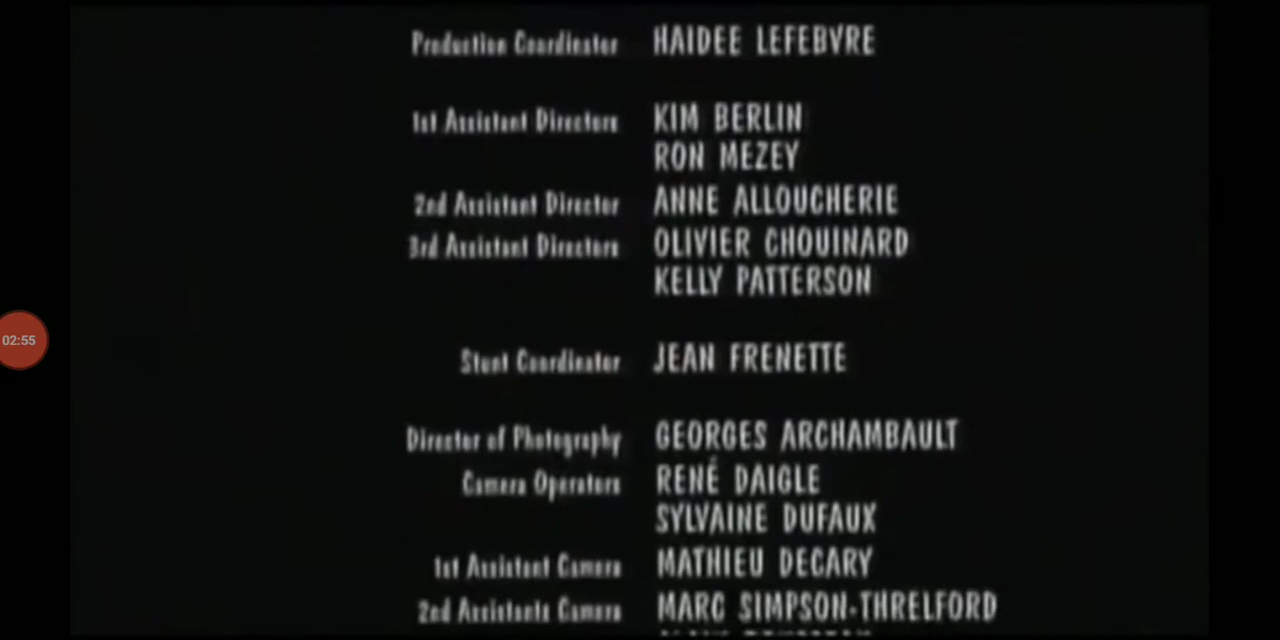 Production Coordinator HAIDEE LEFEBVRE
1st Assistant Directors KIM BERLIN
RON MEZEY
2nd Assistant Director ANNE ALLOUCHERIE
3rd Assistant Directors OLIVIER CHOUINARD
KELLY PATTERSON
02:55
Stunt Coordinator JEAN FRENETTE
Director of Photography GEORGES ARCHAMBAULT
Camera Operators RENÉ DAIGLE
SYLVAINE DUFAUX
1st Assistant Camera MATHIEU DECARY
2nd Assistants Camera MARC SIMPSON-THRELFORD